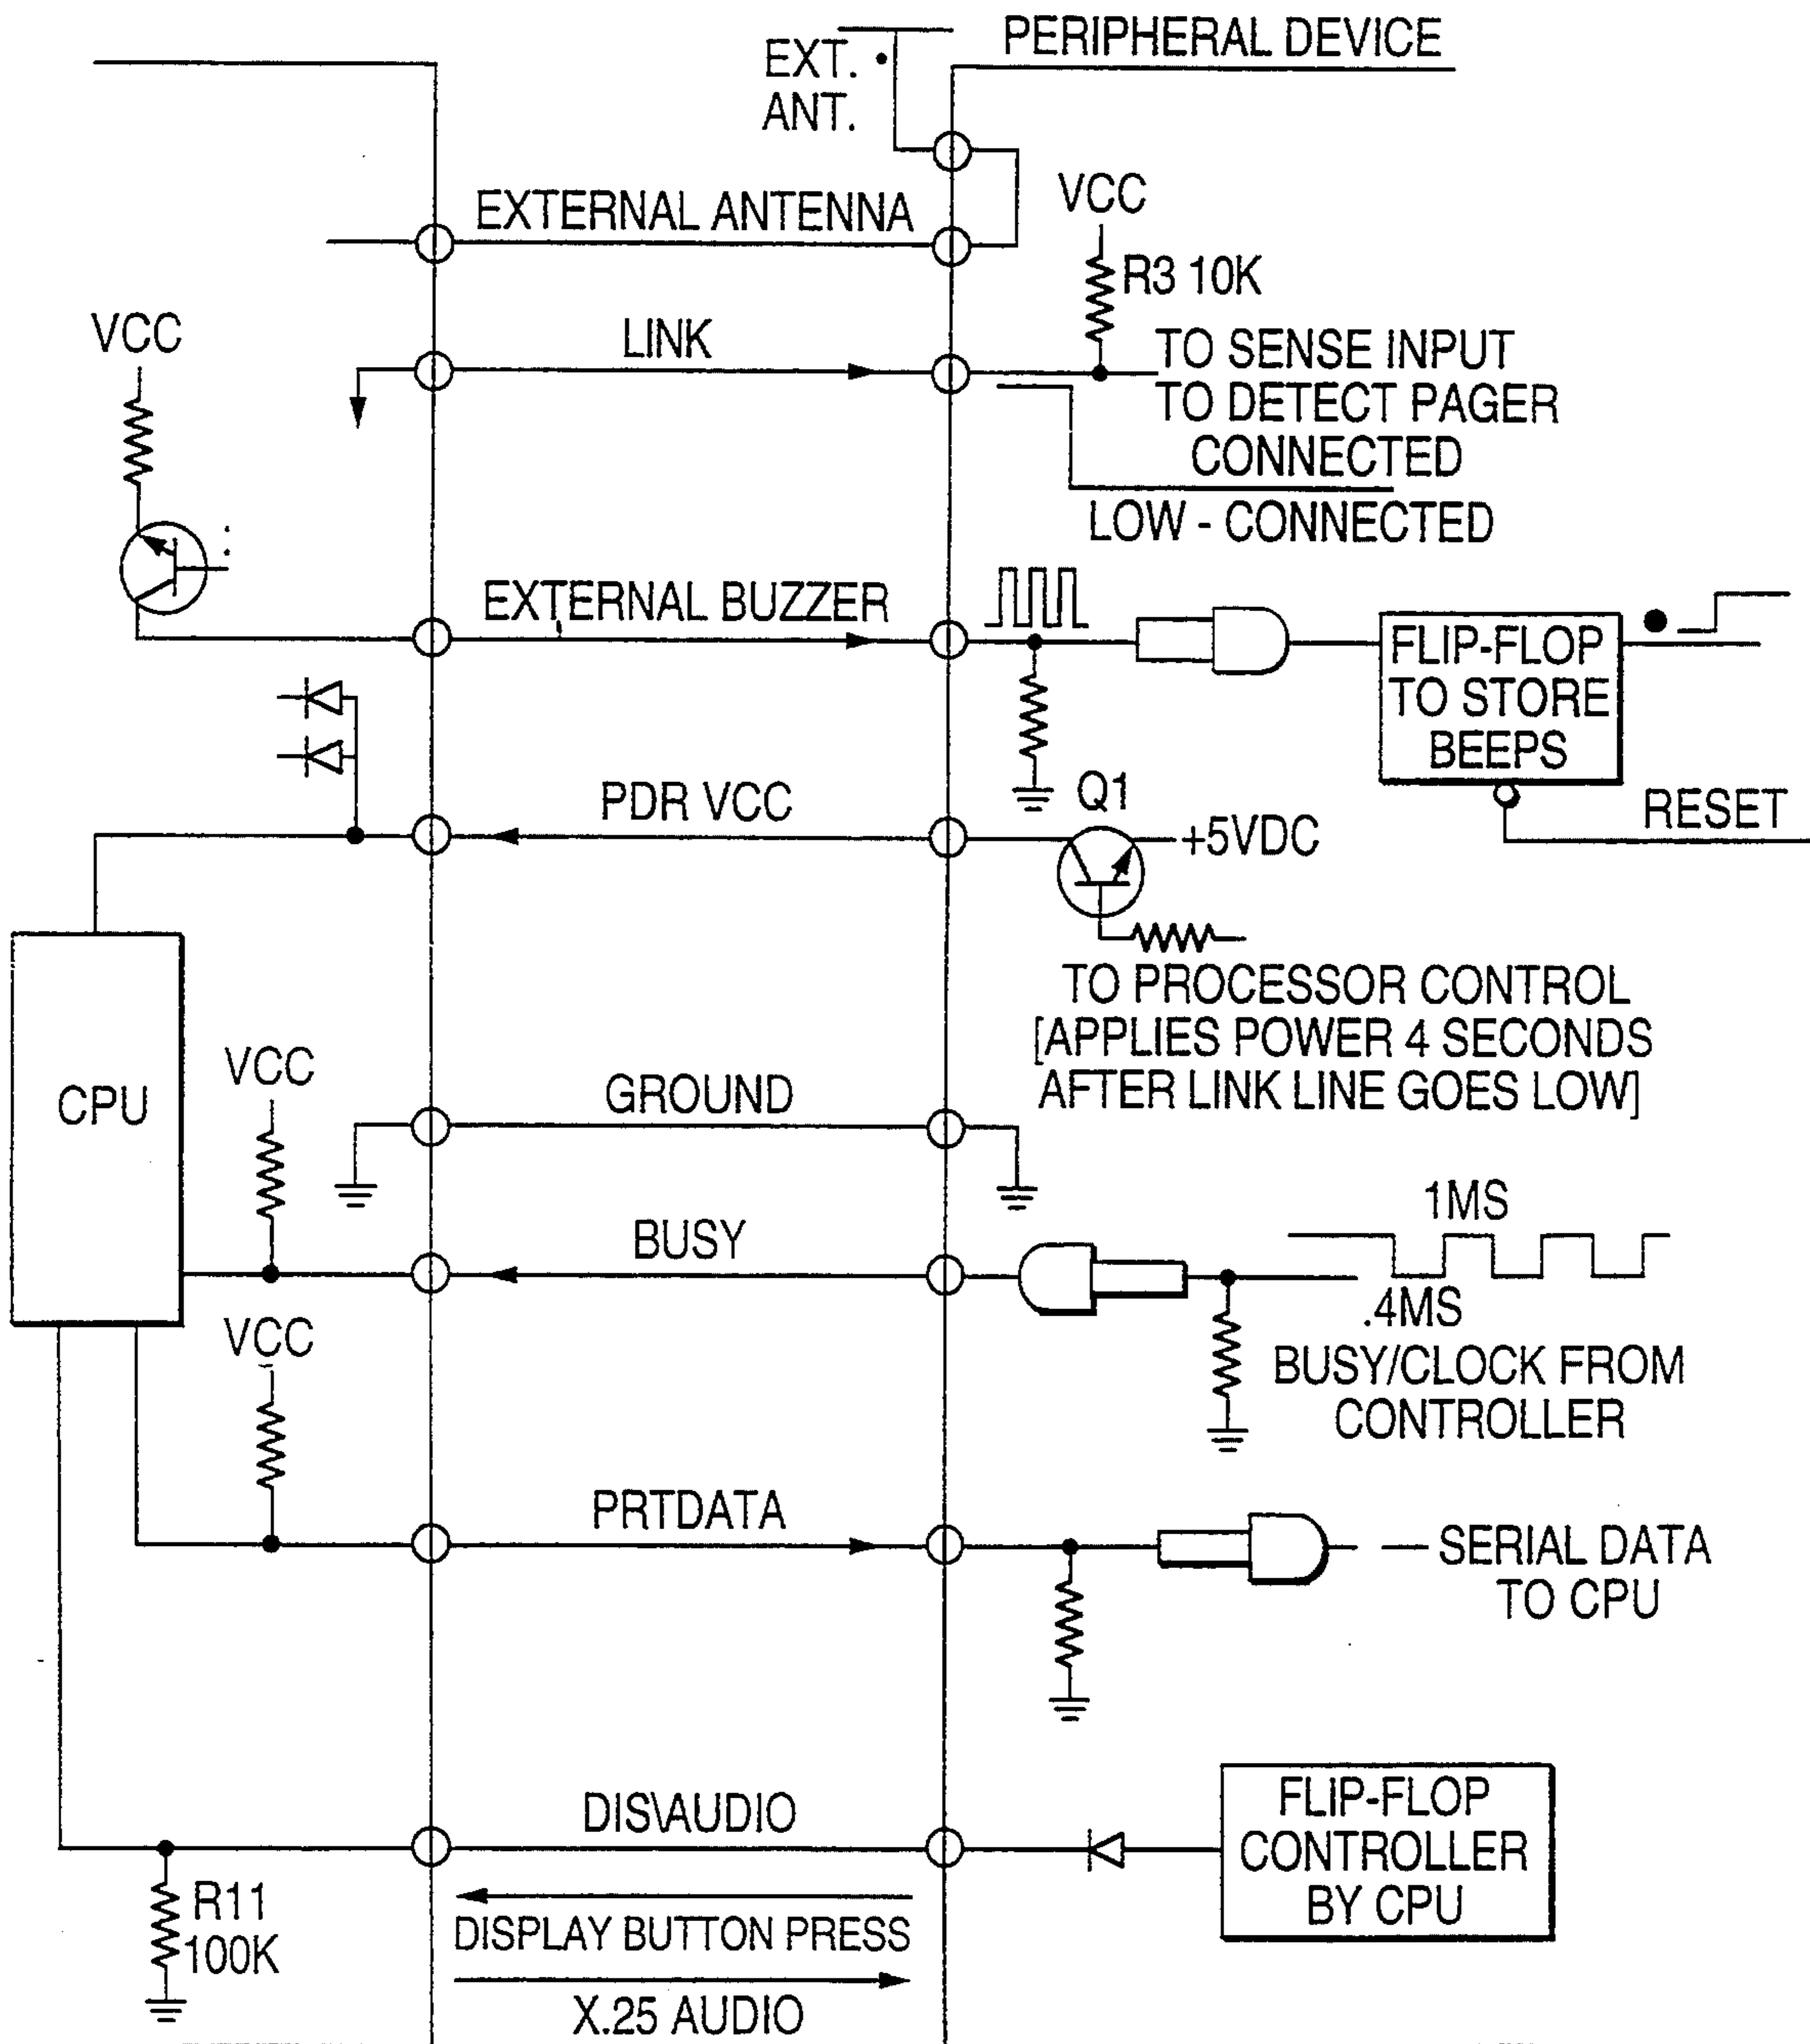 PERIPHERAL DEVICE
EXT.
ANT.
EXTERNAL ANTENNA
VCC
R3 10K
VCC
LINK
TO SENSE INPUT
TO DETECT PAGER
CONNECTED
LOW - CONNECTED
EXTERNAL BUZZER
FLIP-FLOP
TO STORE
BEEPS
RESET
PDR VCC
Q1
+5VDC
TO PROCESSOR CONTROL
[APPLIES POWER 4 SECONDS
AFTER LINK LINE GOES LOW]
CPU
VCC
GROUND
1MS
BUSY
.4MS
BUSY/CLOCK FROM
CONTROLLER
VCC
PRTDATA
SERIAL DATA
TO CPU
DIS\AUDIO
FLIP-FLOP
CONTROLLER
BY CPU
R11
100K
DISPLAY BUTTON PRESS
X.25 AUDIO